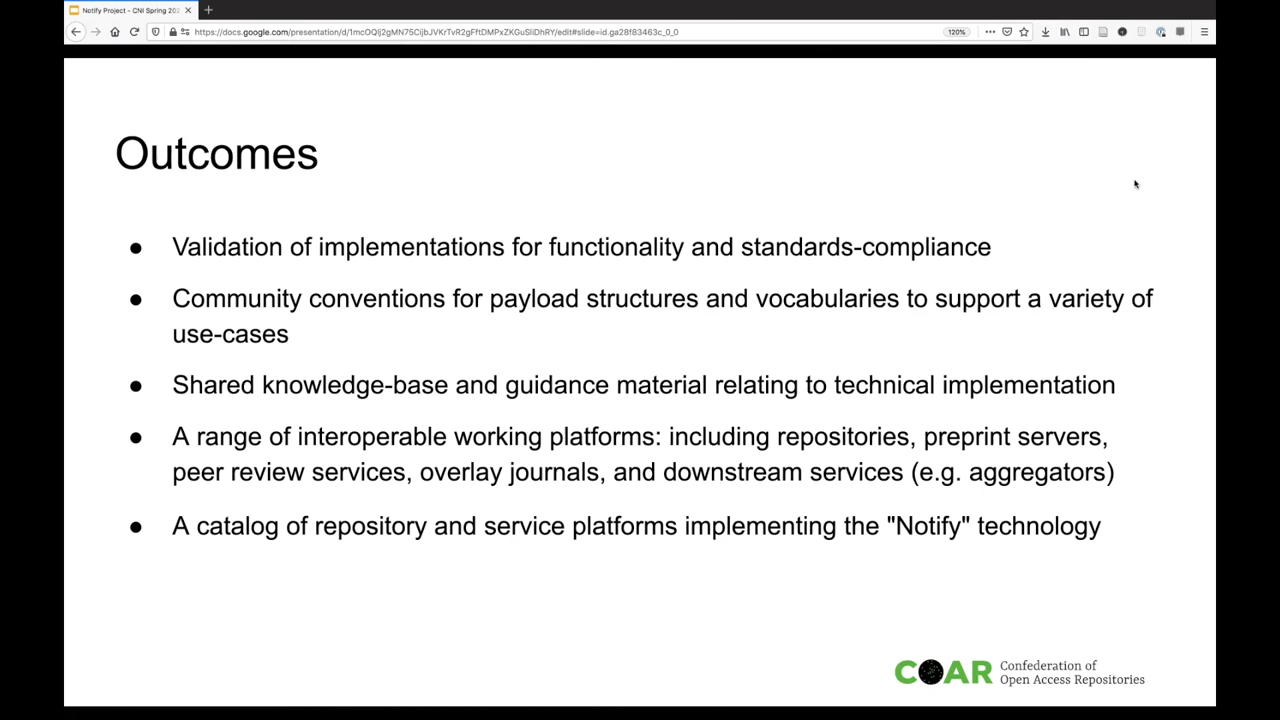 Notify Project - CNI Spring 202
https://docs.google.com/presentation/d/1mcOQIj2gMN75CijbJVKrTvR2gFftDMPxZKGuSliDhRY/edit#slide=id.ga28f83463c_0_0
120%
Outcomes
● Validation of implementations for functionality and standards-compliance
● Community conventions for payload structures and vocabularies to support a variety of
use-cases
● Shared knowledge-base and guidance material relating to technical implementation
● A range of interoperable working platforms: including repositories, preprint servers,
peer review services, overlay journals, and downstream services (e.g. aggregators)
● A catalog of repository and service platforms implementing the "Notify" technology
COAR
Confederation of
Open Access Repositories